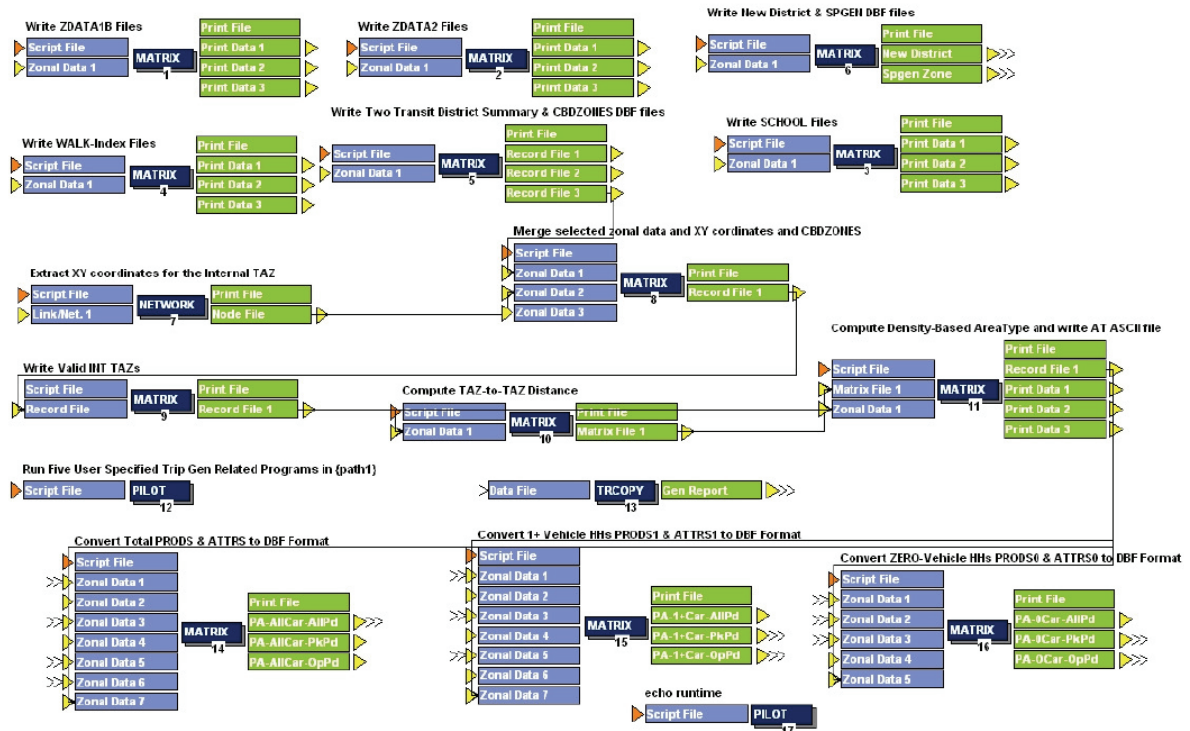 Write ZDATA1B Files
Script File
Zonal Data 1
MATRIX
1
Print File
Print Data 1
Print Data 2
Print Data 3
Write ZDATA2 Files
Script File
Zonal Data 1
MATRIX
2
Print File
Print Data 1
Print Data 2
Print Data 3
Write New District & SPGEN DBF files
Script File
Zonal Data 1
MATRIX
6
Print File
New District
Spgen Zone
Write WALK-Index Files
Script File
Zonal Data 1
MATRIX
4
Print File
Print Data 1
Print Data 2
Print Data 3
Write Two Transit District Summary & CBDZONES DBF files
Script File
Zonal Data 1
MATRIX
5
Print File
Record File 1
Record File 2
Record File 3
Write SCHOOL Files
Script File
Zonal Data 1
MATRIX
3
Print File
Print Data 1
Print Data 2
Print Data 3
Extract XY coordinates for the Internal TAZ
Script File
Link/Net. 1
NETWORK
7
Print File
Node File
Merge selected zonal data and XY cordinates and CBDZONES
Script File
Zonal Data 1
Zonal Data 2
Zonal Data 3
MATRIX
8
Print File
Record File 1
Write Valid INT TAZs
Script File
Record File
MATRIX
9
Print File
Record File 1
Compute TAZ-to-TAZ Distance
Script File
Zonal Data 1
MATRIX
10
Print File
Matrix File 1
Compute Density-Based AreaType and write AT ASCII file
Script File
Matrix File 1
Zonal Data 1
MATRIX
11
Print File
Record File 1
Print Data 1
Print Data 2
Print Data 3
Run Five User Specified Trip Gen Related Programs in {path1}
Script File
PILOT
12
Data File
TRCOPY
13
Gen Report
Convert Total PRODS & ATTRS to DBF Format
Script File
Zonal Data 1
Zonal Data 2
Zonal Data 3
Zonal Data 4
Zonal Data 5
Zonal Data 6
Zonal Data 7
MATRIX
14
Print File
PA-AllCar-AllPd
PA-AllCar-PkPd
PA-AllCar-OpPd
Convert 1+ Vehicle HHs PRODS1 & ATTRS1 to DBF Format
Script File
Zonal Data 1
Zonal Data 2
Zonal Data 3
Zonal Data 4
Zonal Data 5
Zonal Data 6
Zonal Data 7
MATRIX
15
Print File
PA-1+Car-AllPd
PA-1+Car-PkPd
PA-1+Car-OpPd
Convert ZERO-Vehicle HHs PRODS0 & ATTRS0 to DBF Format
Script File
Zonal Data 1
Zonal Data 2
Zonal Data 3
Zonal Data 4
Zonal Data 5
MATRIX
16
Print File
PA-0Car-AllPd
PA-0Car-PkPd
PA-0Car-OpPd
echo runtime
Script File
PILOT
17